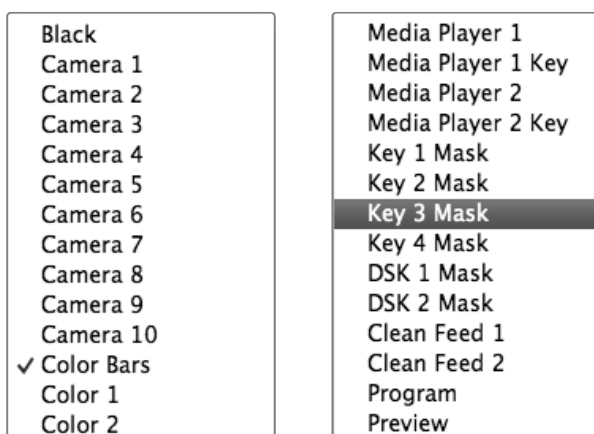 Black
Camera 1
Camera 2
Camera 3
Camera 4
Camera 5
Camera 6
Camera 7
Camera 8
Camera 9
Camera 10
✓ Color Bars
Color 1
Color 2
Media Player 1
Media Player 1 Key
Media Player 2
Media Player 2 Key
Key 1 Mask
Key 2 Mask
Key 3 Mask
Key 4 Mask
DSK 1 Mask
DSK 2 Mask
Clean Feed 1
Clean Feed 2
Program
Preview